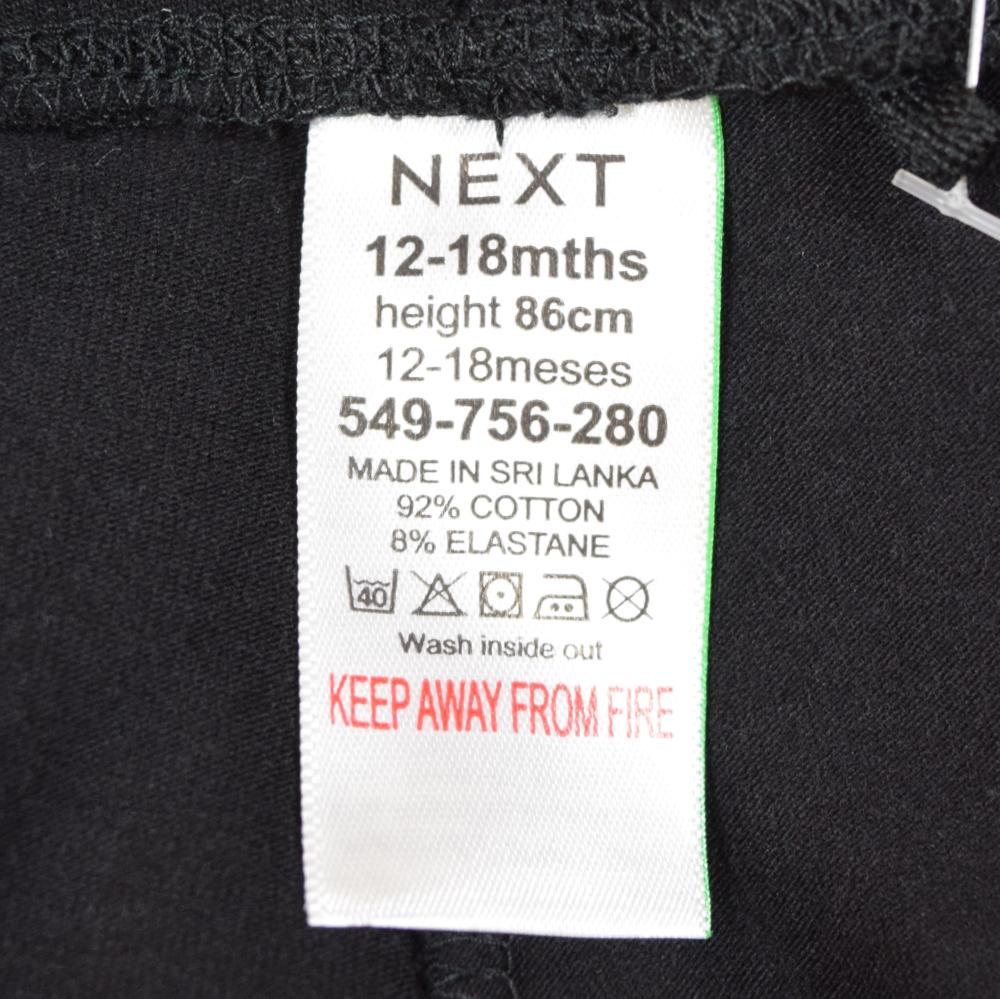 NEXT
12-18mths
height 86cm
12-18meses
549-756-280
MADE IN SRI LANKA
92% COTTON
8% ELASTANE
40
Wash inside out
KEEP AWAY FROM FIRE